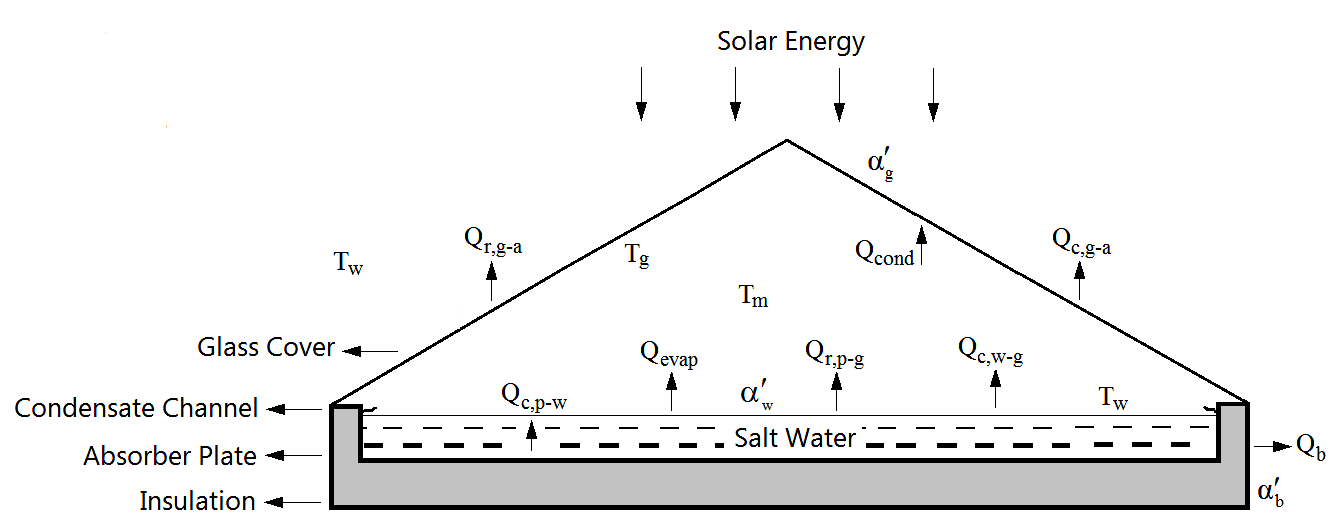 Solar Energy
α′g
Qr,g-a
Tw
Tg
Qcond
Qc,g-a
Tm
Glass Cover
Qevap
Qr,p-g
Qc,w-g
Condensate Channel
Qc,p-w
α′w
Tw
Salt Water
Absorber Plate
Qb
Insulation
α′b